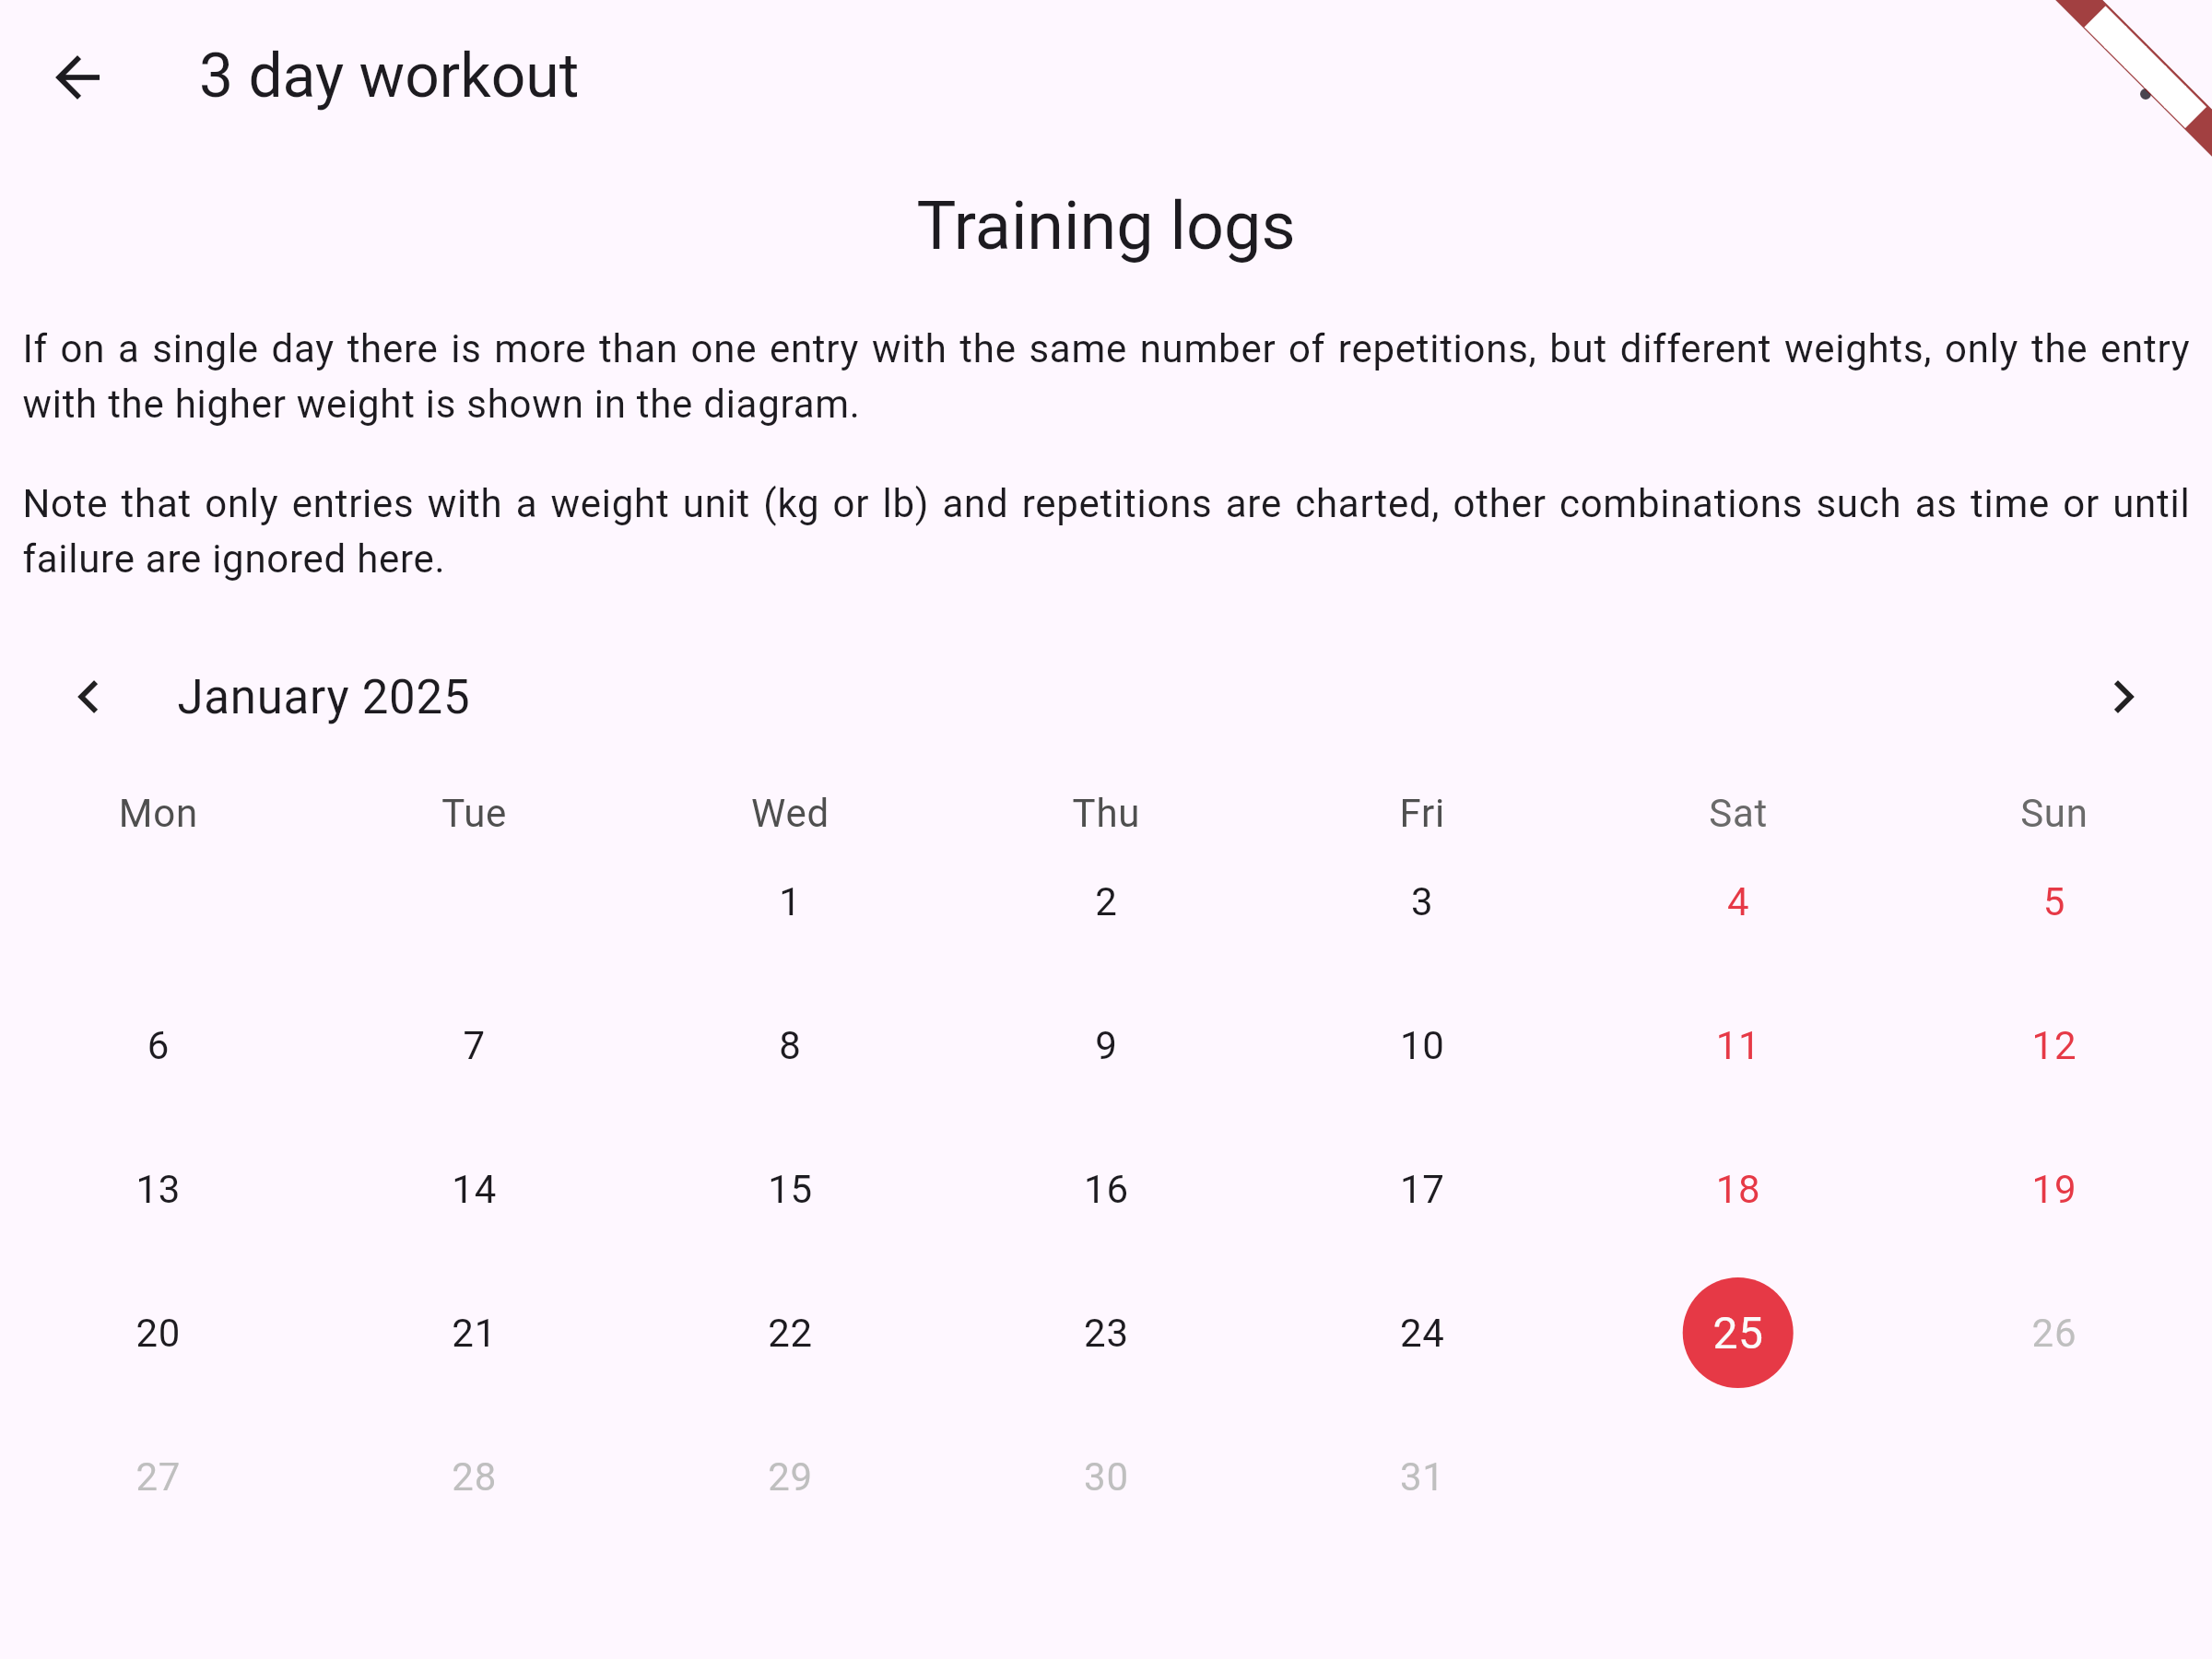 3 day workout
Training logs
If on a single day there is more than one entry with the same number of repetitions, but different weights, only the entry
with the higher weight is shown in the diagram.
Note that only entries with a weight unit (kg or lb) and repetitions are charted, other combinations such as time or until
failure are ignored here.
January 2025
Mon Tue Wed Thu Fri Sat Sun
1 2 3 4 5
6 7 8 9 10 11 12
13 14 15 16 17 18 19
20 21 22 23 24 25 26
27 28 29 30 31